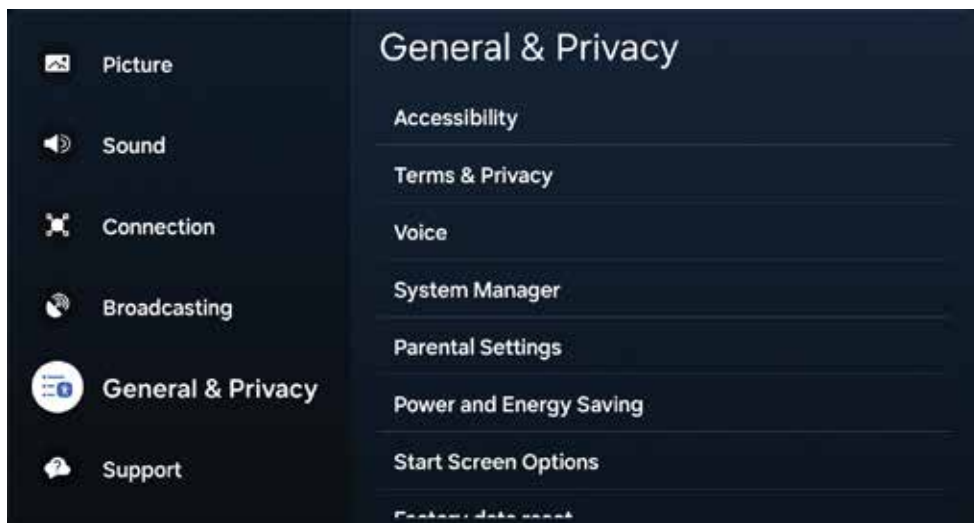 Picture
Sound
Connection
Broadcasting
General & Privacy
Support
General & Privacy
Accessibility
Terms & Privacy
Voice
System Manager
Parental Settings
Power and Energy Saving
Start Screen Options